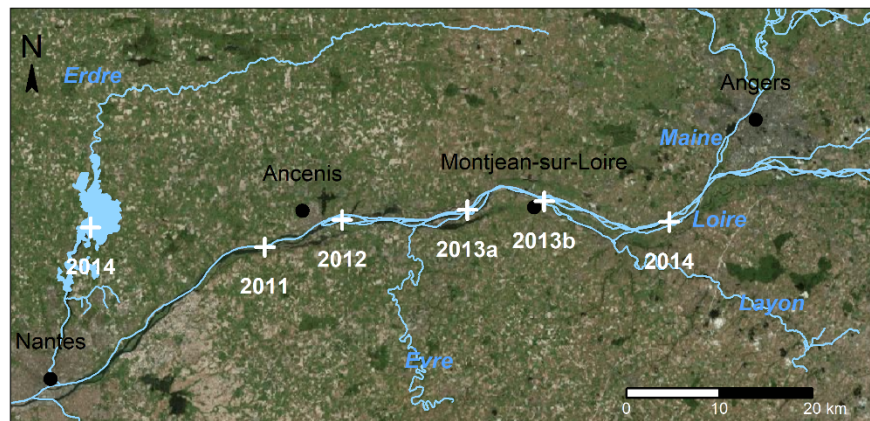 N
Erdre
Angers
Maine
Montjean-sur-Loire
Ancenis
Loire
2014
2011
2012
2013a
2013b
2014
Layon
Nantes
Evre
0 10 20 km